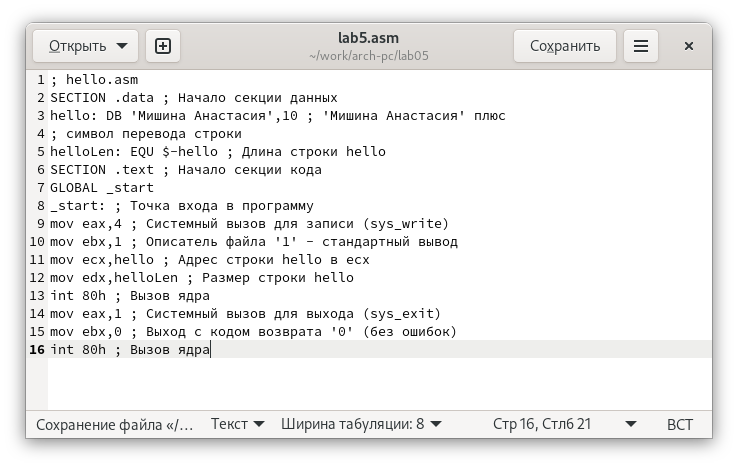 Открыть
lab5.asm
~/work/arch-pc/lab05
Сохранить
1 ; hello.asm
2 SECTION .data ; Начало секции данных
3 hello: DB 'Мишина Анастасия',10 ; 'Мишина Анастасия' плюс
4 ; символ перевода строки
5 helloLen: EQU $-hello ; Длина строки hello
6 SECTION .text ; Начало секции кода
7 GLOBAL _start
8 _start: ; Точка входа в программу
9 mov eax,4 ; Системный вызов для записи (sys_write)
10 mov ebx,1 ; Описатель файла '1' - стандартный вывод
11 mov ecx,hello ; Адрес строки hello в ecx
12 mov edx,helloLen ; Размер строки hello
13 int 80h ; Вызов ядра
14 mov eax,1 ; Системный вызов для выхода (sys_exit)
15 mov ebx,0 ; Выход с кодом возврата '0' (без ошибок)
16 int 80h ; Вызов ядра
Сохранение файла «/… Текст Ширина табуляции: 8 Стр 16, Стлб 21 ВСТ